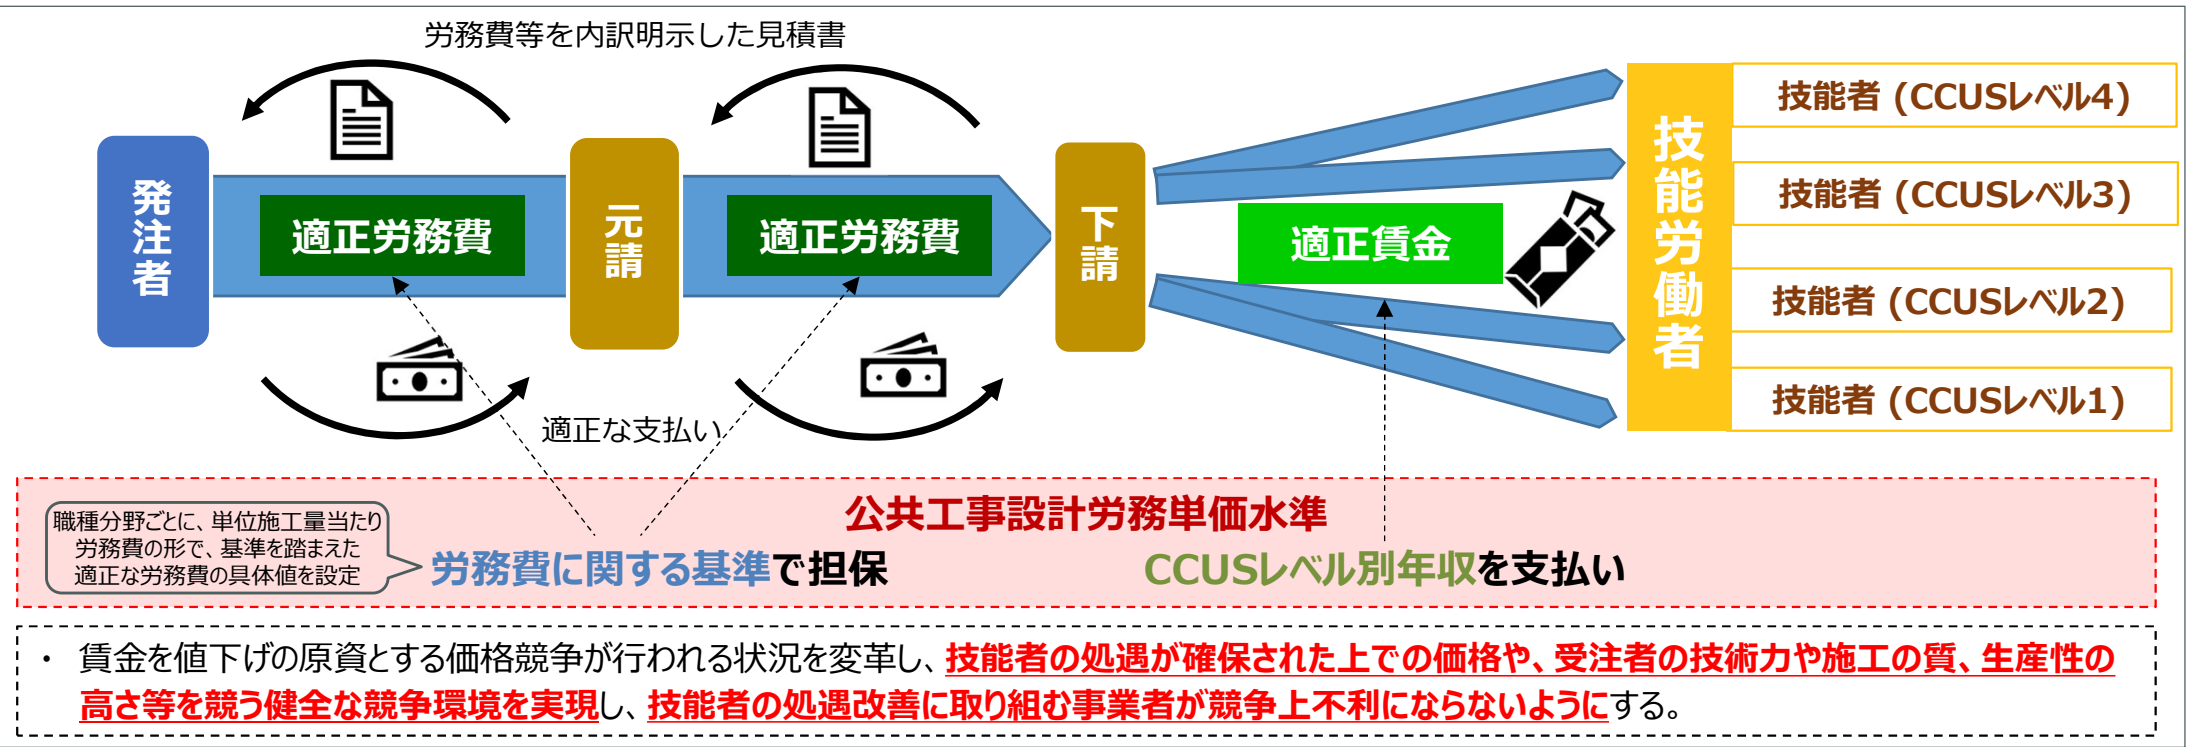 労務費等を内訳明示した見積書
発注者
適正労務費
元請
適正労務費
下請
適正賃金
技能労働者
技能者 (CCUSレベル4)
技能者 (CCUSレベル3)
技能者 (CCUSレベル2)
技能者 (CCUSレベル1)
適正な支払い
公共工事設計労務単価水準
職種分野ごとに、単位施工量当たり
労務費の形で、基準を踏まえた
適正な労務費の具体値を設定
労務費に関する基準で担保
CCUSレベル別年収を支払い
・ 賃金を値下げの原資とする価格競争が行われる状況を変革し、技能者の処遇が確保された上での価格や、受注者の技術力や施工の質、生産性の
高さ等を競う健全な競争環境を実現し、技能者の処遇改善に取り組む事業者が競争上不利にならないようにする。